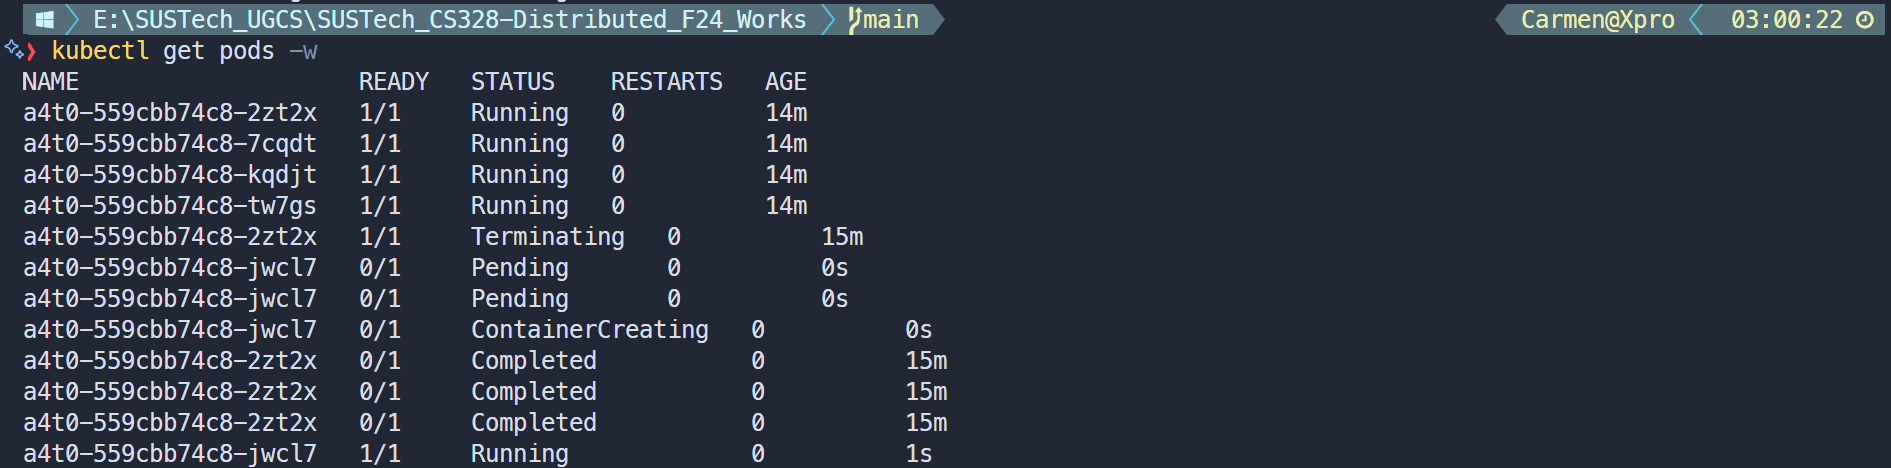 E:\SUSTech_UGCS\SUSTech_CS328-Distributed_F24_Works main Carmen@Xpro 03:00:22
kubectl get pods -w
NAME READY STATUS RESTARTS AGE
a4t0-559cbb74c8-2zt2x 1/1 Running 0 14m
a4t0-559cbb74c8-7cqdt 1/1 Running 0 14m
a4t0-559cbb74c8-kqdjt 1/1 Running 0 14m
a4t0-559cbb74c8-tw7gs 1/1 Running 0 14m
a4t0-559cbb74c8-2zt2x 1/1 Terminating 0 15m
a4t0-559cbb74c8-jwcl7 0/1 Pending 0 0s
a4t0-559cbb74c8-jwcl7 0/1 Pending 0 0s
a4t0-559cbb74c8-jwcl7 0/1 ContainerCreating 0 0s
a4t0-559cbb74c8-2zt2x 0/1 Completed 0 15m
a4t0-559cbb74c8-2zt2x 0/1 Completed 0 15m
a4t0-559cbb74c8-2zt2x 0/1 Completed 0 15m
a4t0-559cbb74c8-jwcl7 1/1 Running 0 1s